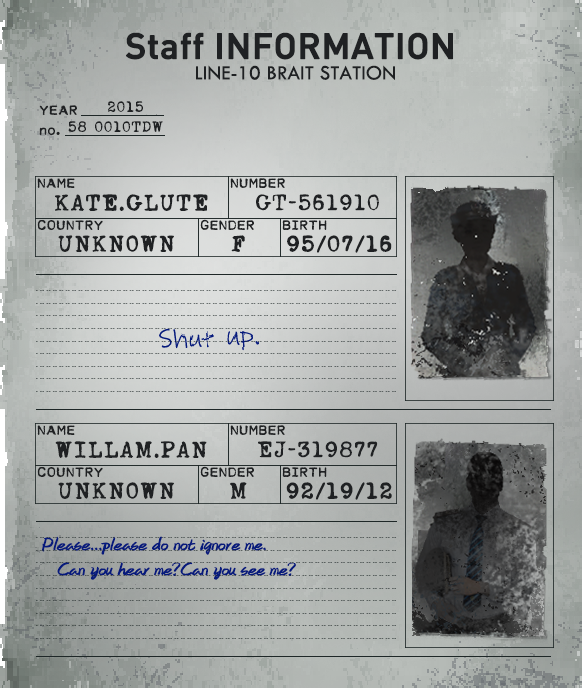 Staff INFORMATION
LINE-10 BRAIT STATION
YEAR 2015
no. 58 0010TDW
NAME NUMBER
KATE.GLUTE GT-561910
COUNTRY GENDER BIRTH
UNKNOWN F 95/07/16
Shut up.
NAME NUMBER
WILLAM.PAN EJ-319877
COUNTRY GENDER BIRTH
UNKNOWN M 92/19/12
Please...please do not ignore me.
Can you hear me?Can you see me?